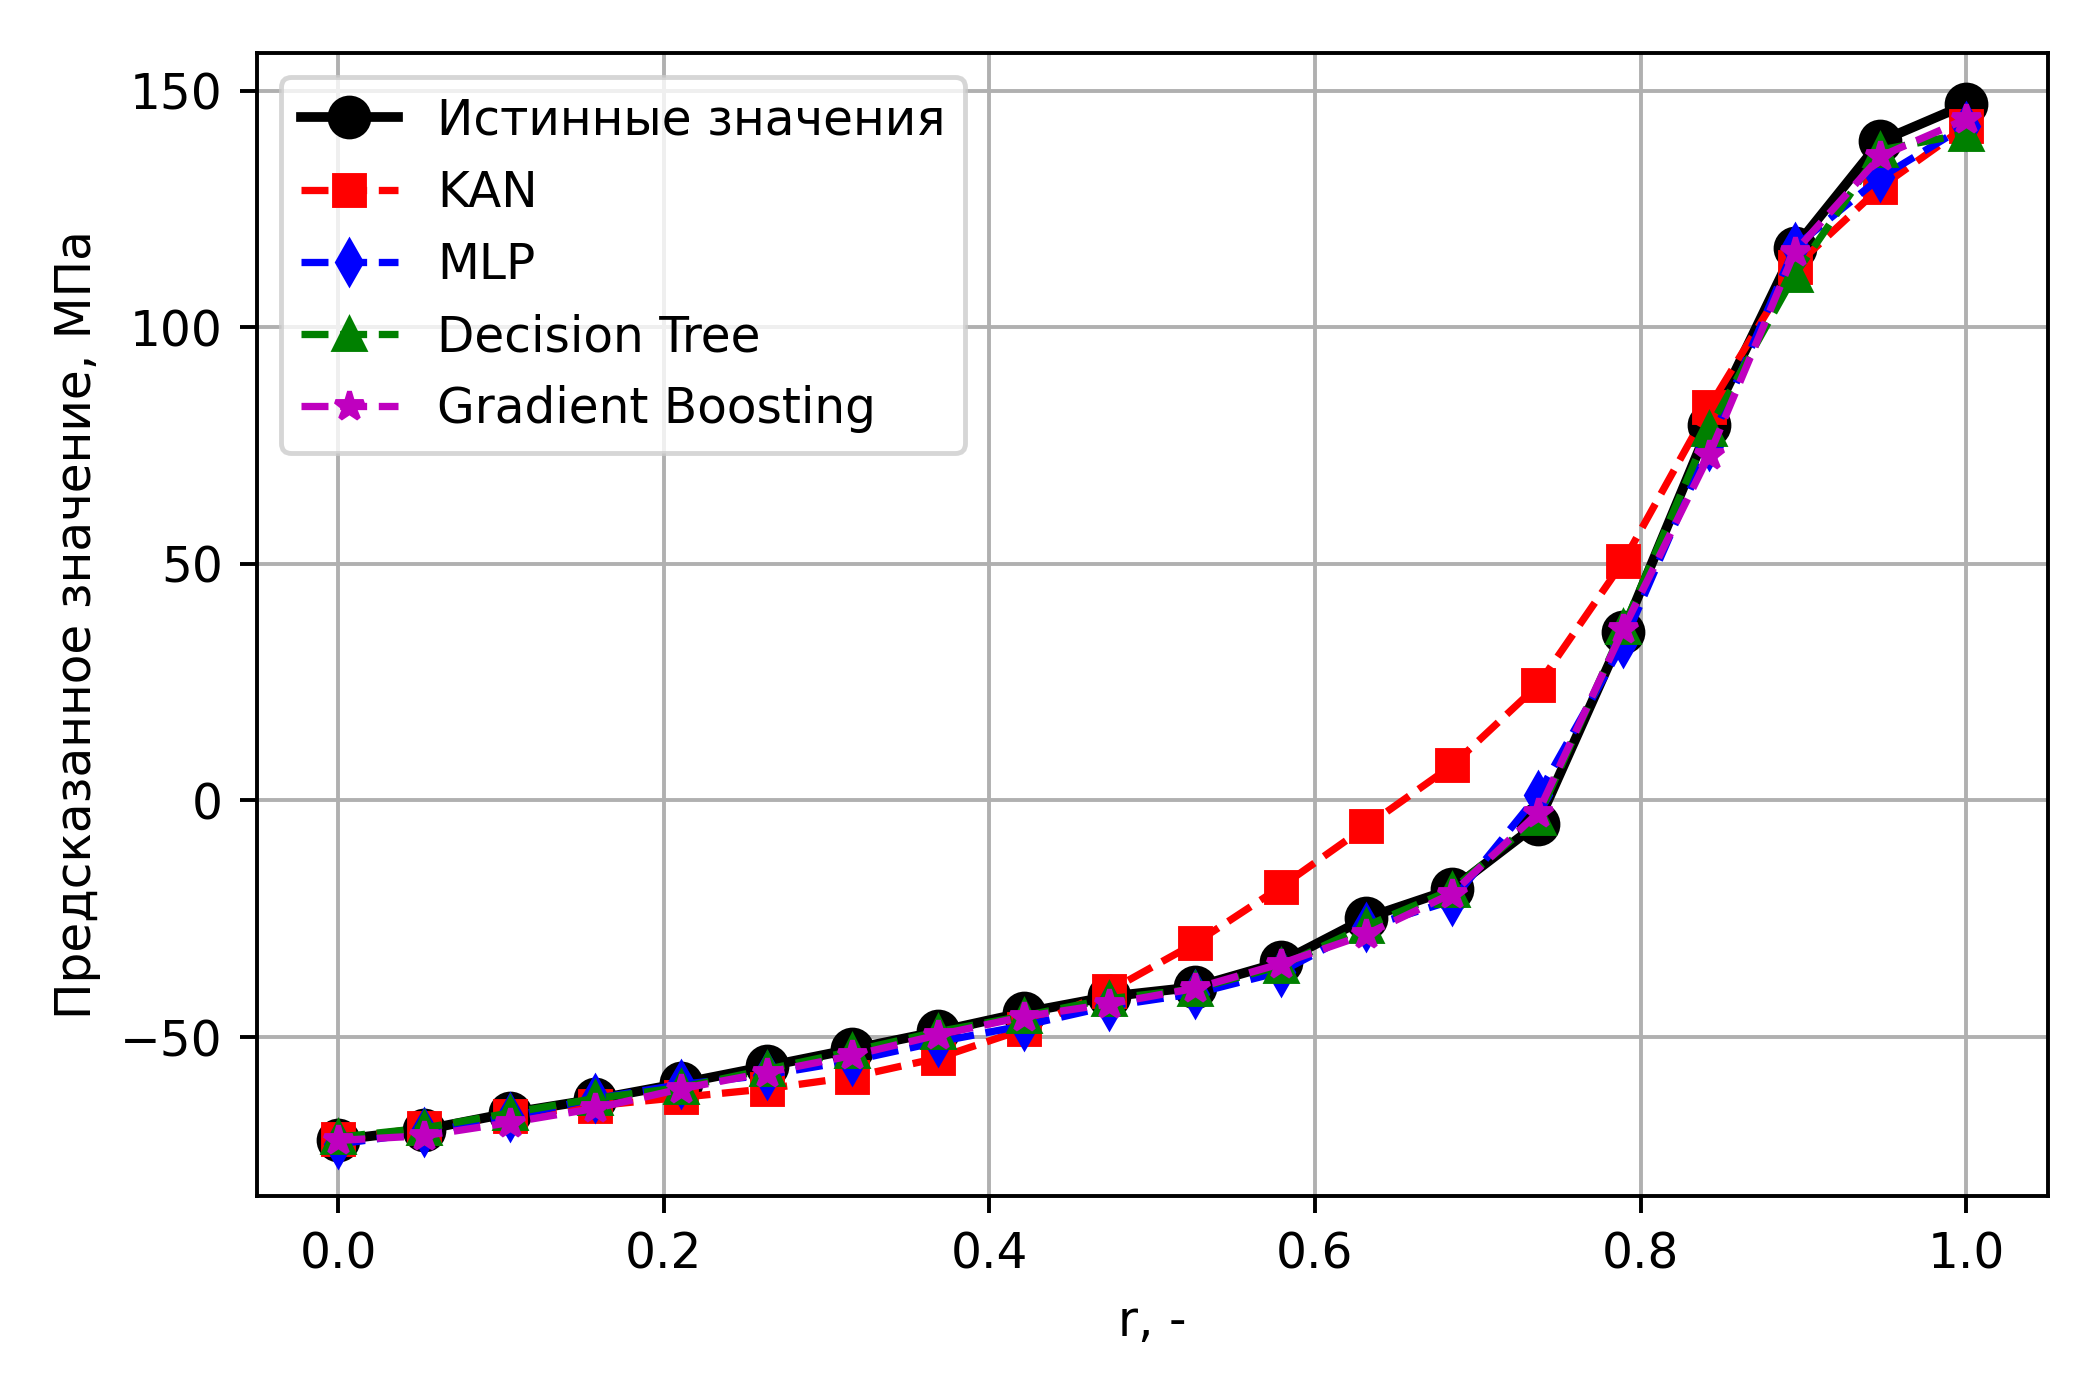 Предсказанное значение, МПа
150
100
50
0
−50
Истинные значения
KAN
MLP
Decision Tree
Gradient Boosting
0.0 0.2 0.4 0.6 0.8 1.0
r, -